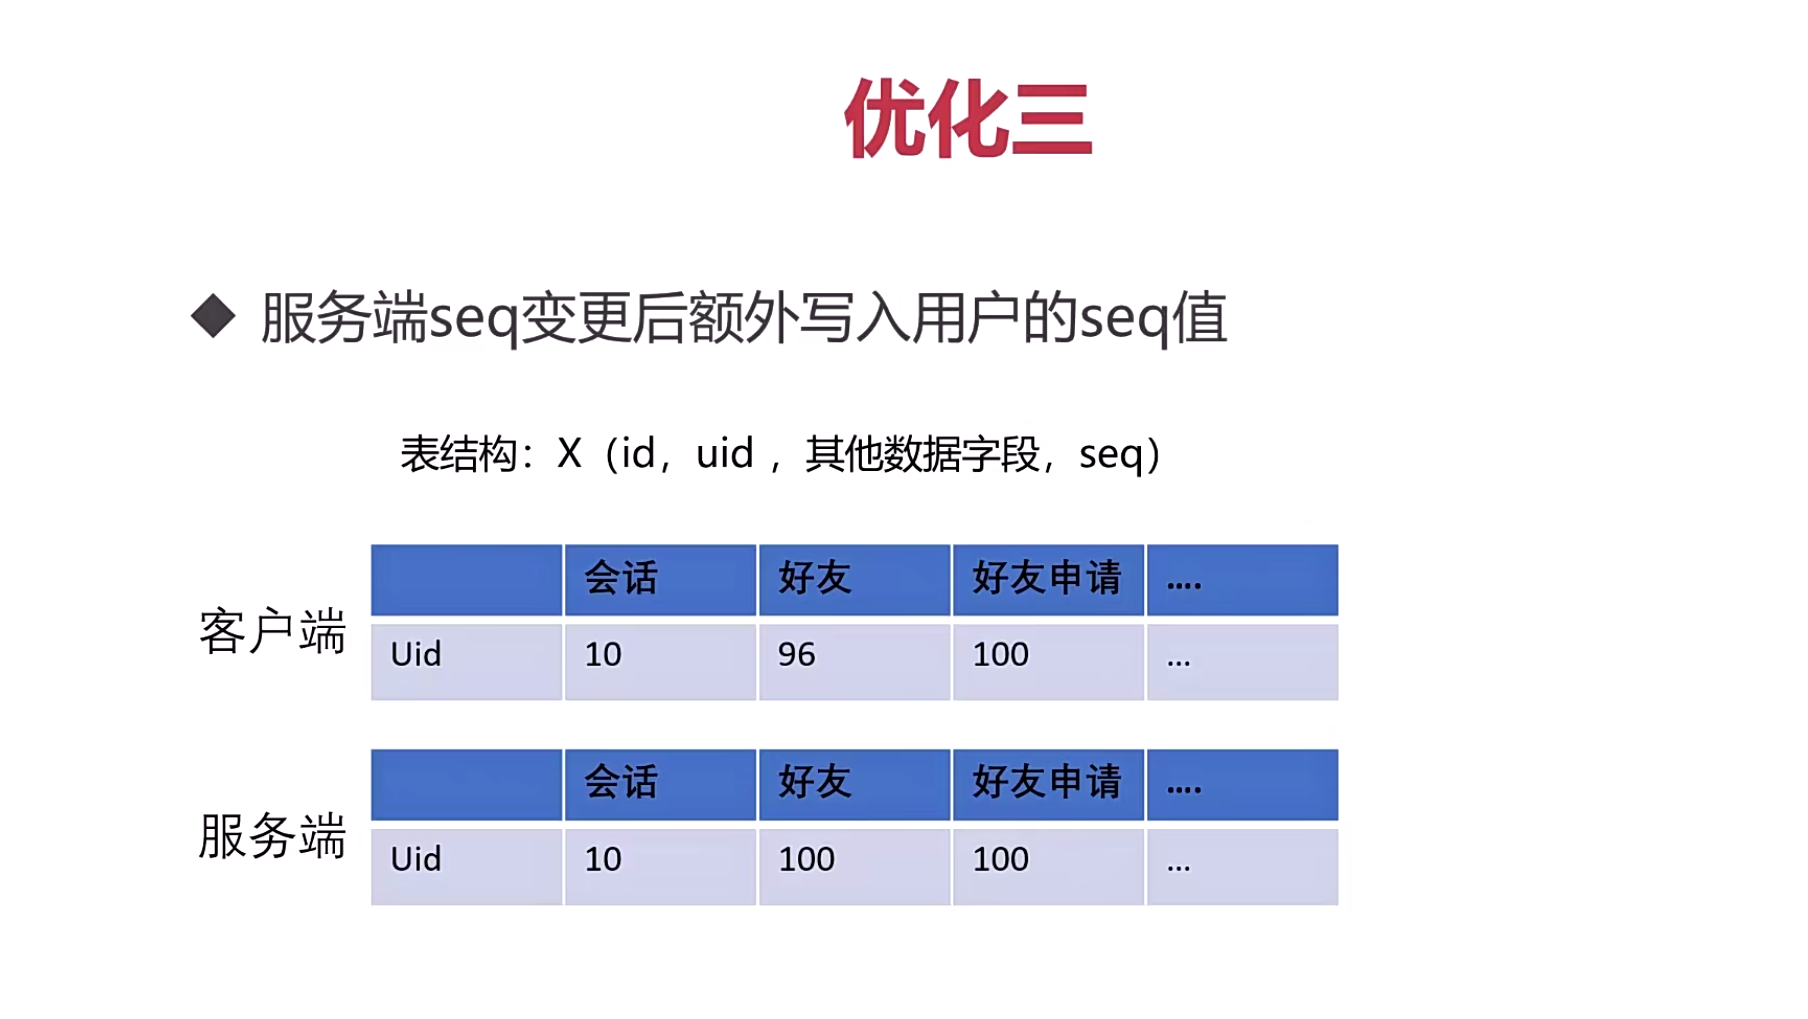 优化三
服务端seq变更后额外写入用户的seq值
表结构：X（id，uid ，其他数据字段，seq）
客户端
会话 好友 好友申请 ....
Uid 10 96 100 ...
服务端
会话 好友 好友申请 ....
Uid 10 100 100 ...